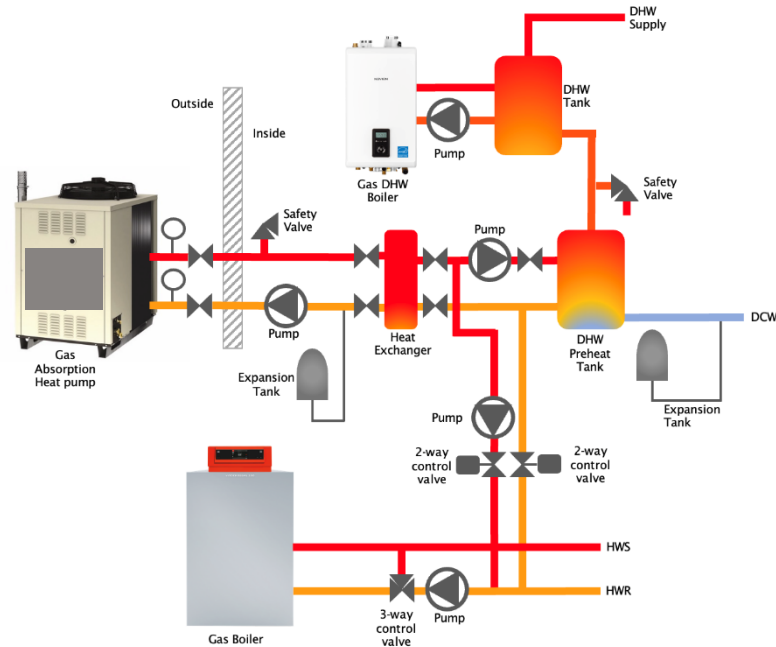 DHW
Supply
Outside
Inside
DHW
Tank
Pump
Gas DHW
Boiler
Safety
Valve
Safety
Valve
Pump
DCW
Pump
Heat
Exchanger
DHW
Preheat
Tank
Gas
Absorption
Heat pump
Expansion
Tank
Expansion
Tank
Pump
2-way
control
valve
2-way
control
valve
HWS
HWR
3-way
control
valve
Pump
Gas Boiler